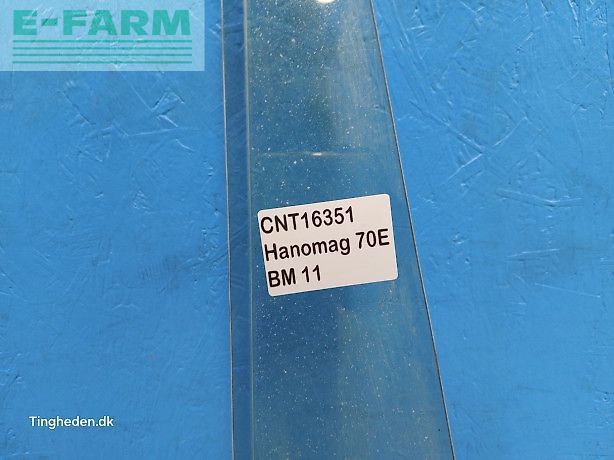 E-FARM
CNT16351
Hanomag 70E
BM 11
Tingheden.dk